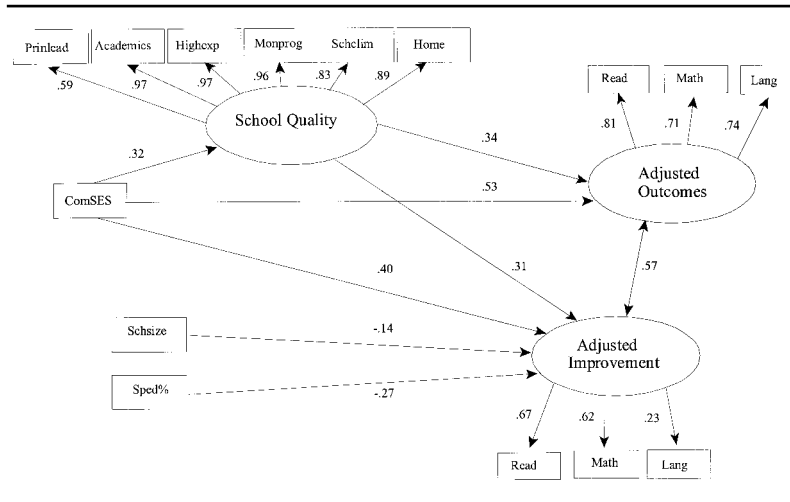 Prinlead Academics Highexp Monprog Schclim Home
.59 .97 .97 .96 .83 .89
Read Math Lang
.81 .71 .74
School Quality
.34
Adjusted
Outcomes
.32
ComSES
.53
.40
.31
.57
Schsize
-.14
Adjusted
Improvement
Sped%
-.27
.67 .62 .23
Read Math Lang